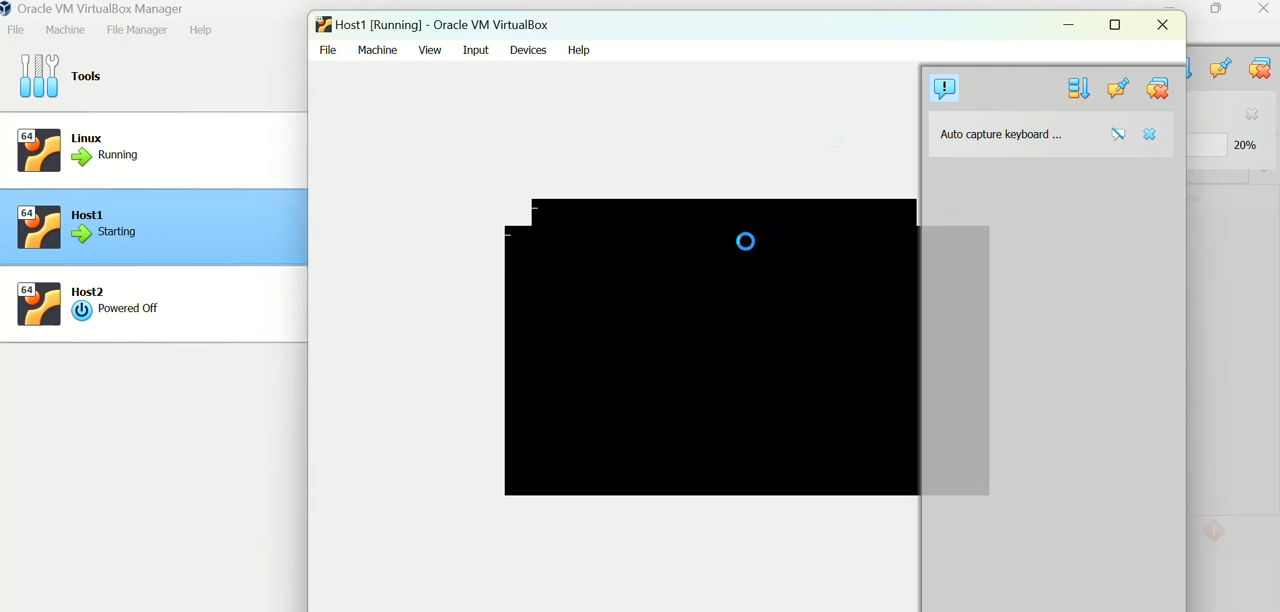 Oracle VM VirtualBox Manager
File Machine File Manager Help
Tools
64 Linux
Running
64 Host1
Starting
64 Host2
Powered Off
Host1 [Running] - Oracle VM VirtualBox
File Machine View Input Devices Help
Auto capture keyboard ...
20%